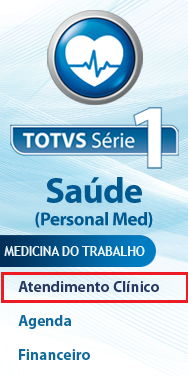 TOTVS Série 1
Saúde
(Personal Med)
MEDICINA DO TRABALHO
Atendimento Clínico
Agenda
Financeiro